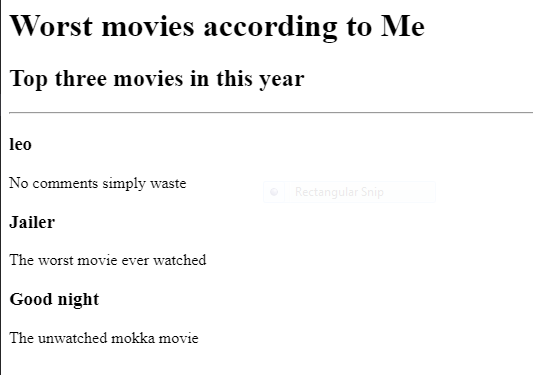 Worst movies according to Me
Top three movies in this year
leo
No comments simply waste
Rectangular Snip
Jailer
The worst movie ever watched
Good night
The unwatched mokka movie